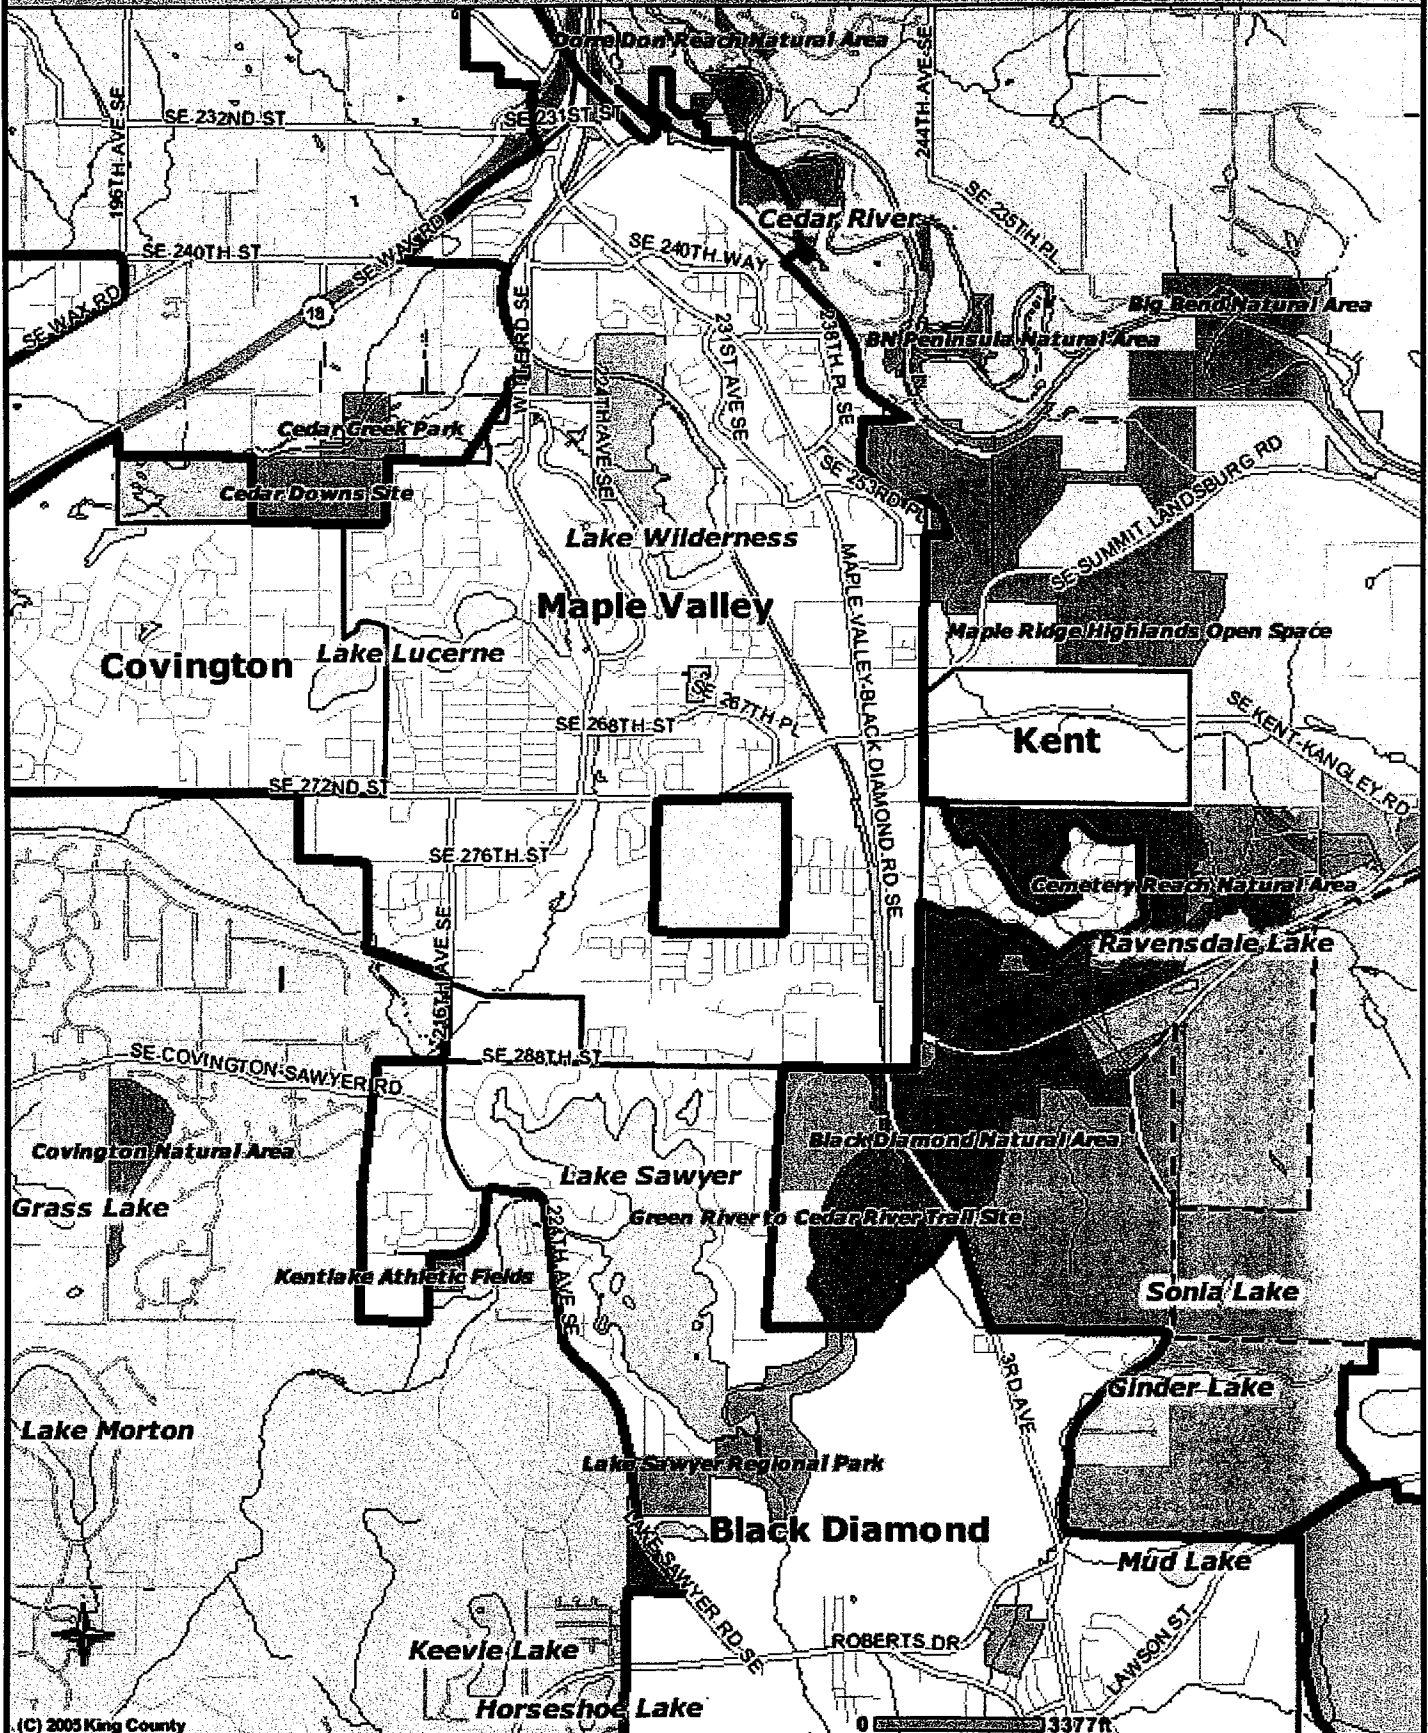 Dorre Don Reach Natural Area
244TH AVE SE
196TH AVE SE
SE 232ND ST
SE 231ST ST
SE 235TH PL
Cedar River
SE 240TH ST
SE WAX RD
SE 240TH WAY
SE WAX RD
18
WITTE RD SE
231ST AVE SE
238TH PL SE
Big Bend Natural Area
BN Peninsula Natural Area
224TH AVE SE
Cedar Creek Park
Cedar Downs Site
SE 253RD PL
SE SUMMIT LANDSBURG RD
Lake Wilderness
Maple Valley
MAPLE VALLEY-BLACK DIAMOND RD SE
Maple Ridge Highlands Open Space
Covington
Lake Lucerne
267TH PL
SE 268TH ST
Kent
SE KENT-KANGLEY RD
SE 272ND ST
SE 276TH ST
Cemetery Reach Natural Area
Ravensdale Lake
216TH AVE SE
SE COVINGTON-SAWYER RD
SE 288TH ST
Black Diamond Natural Area
Covington Natural Area
Lake Sawyer
Grass Lake
Green River to Cedar River Trail Site
224TH AVE SE
Kentlake Athletic Fields
Sonia Lake
3RD AVE
Ginder Lake
Lake Morton
Lake Sawyer Regional Park
Black Diamond
LAKE SAWYER RD SE
Mud Lake
Keevie Lake
ROBERTS DR
LAWSON ST
Horseshoe Lake
(C) 2005 King County
0 3377ft